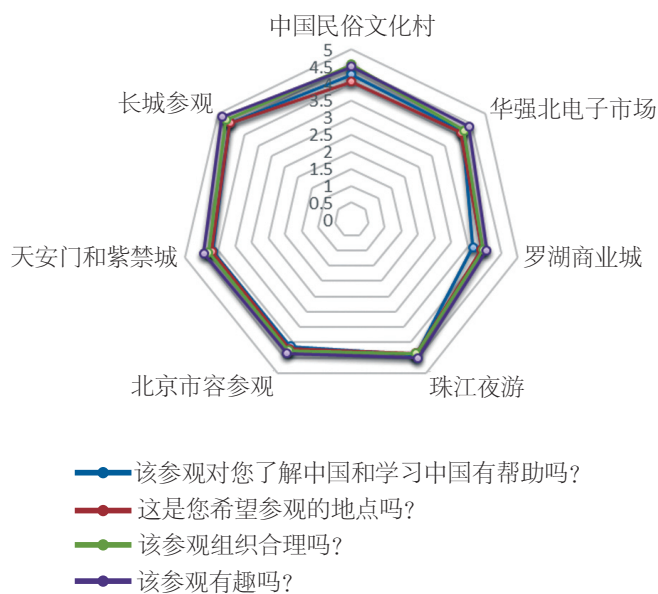 中国民俗文化村
5
4.5
4
3.5
3
2.5
2
1.5
1
0.5
0
长城参观
华强北电子市场
天安门和紫禁城
罗湖商业城
北京市容参观
珠江夜游
该参观对您了解中国和学习中国有帮助吗?
这是您希望参观的地点吗?
该参观组织合理吗?
该参观有趣吗?